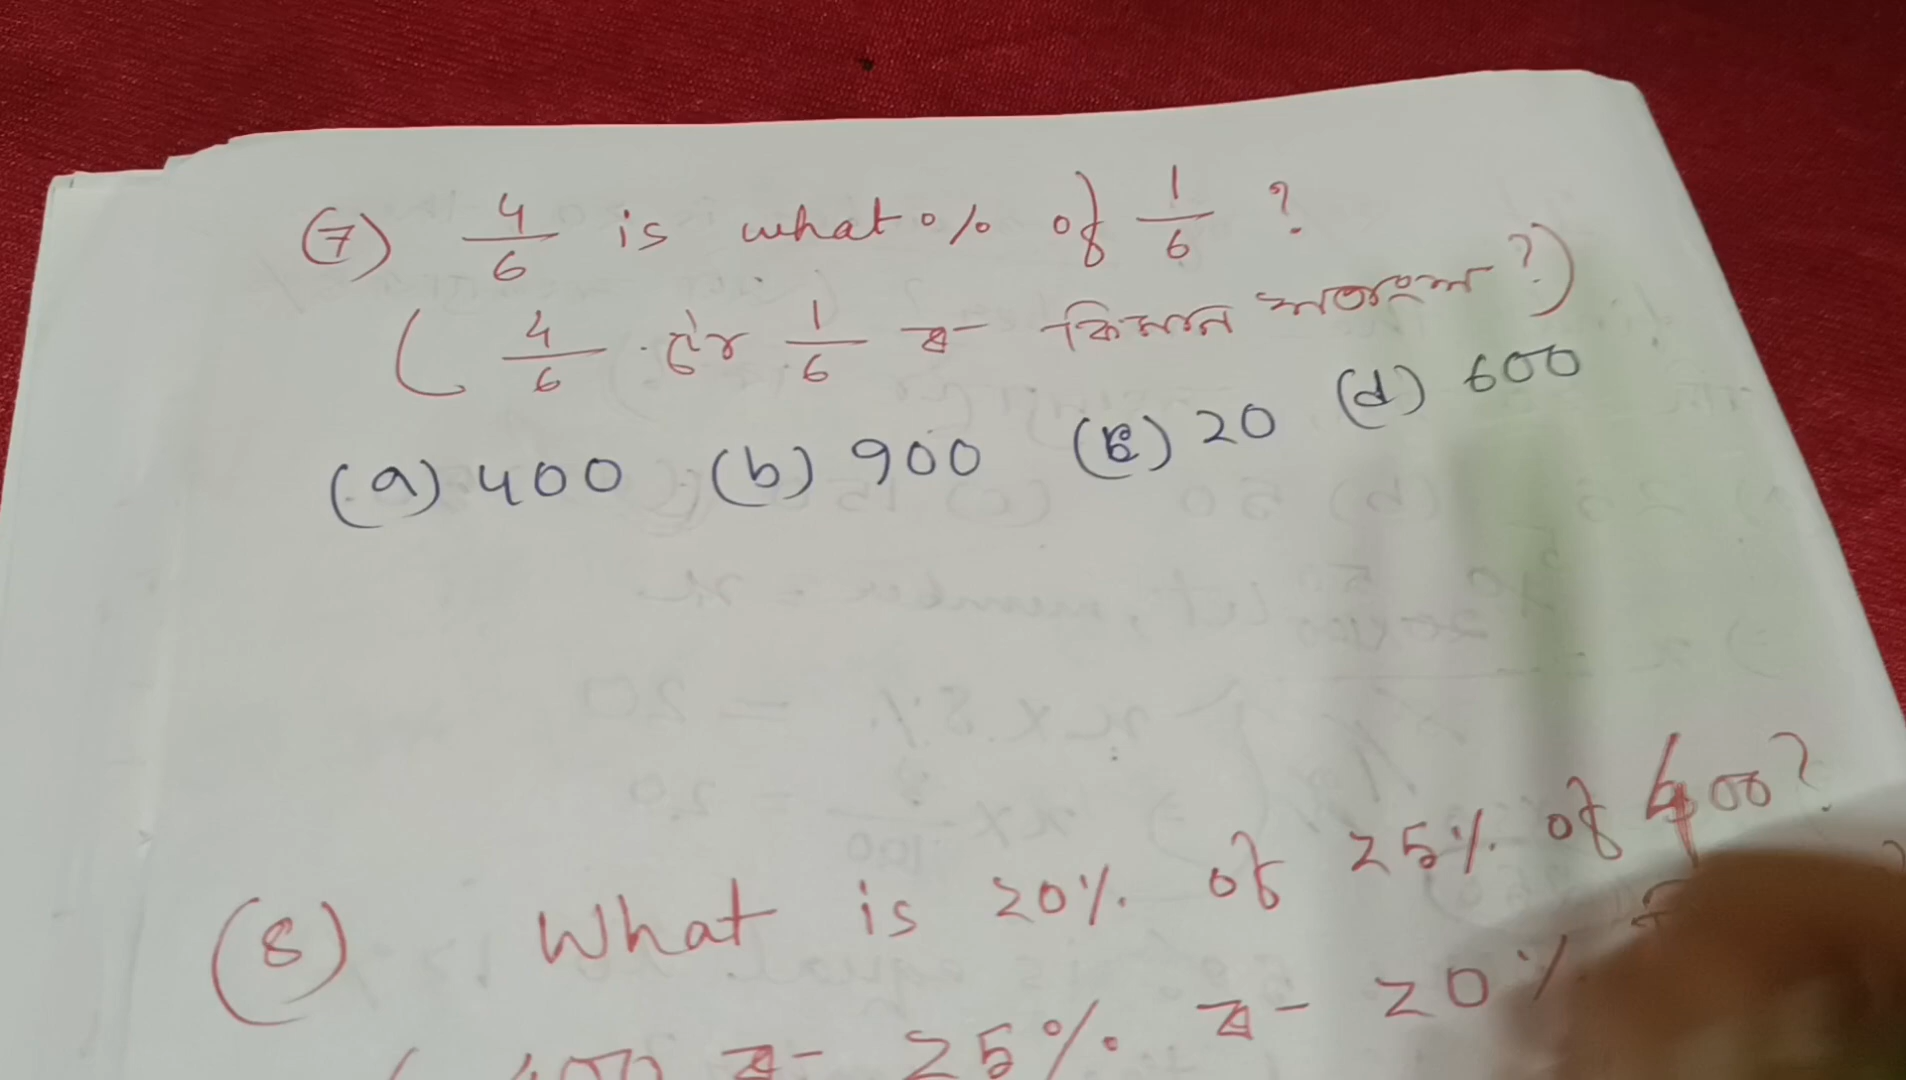 (7) 4/6 is what % of 1/6 ?
( 4/6 1/6 ৰ কিমান শতাংশ ?)
(a) 400 (b) 900 (c) 20 (d) 600
(8) What is 20% of 25% of 400?
( 400 ৰ 25% ৰ 20%